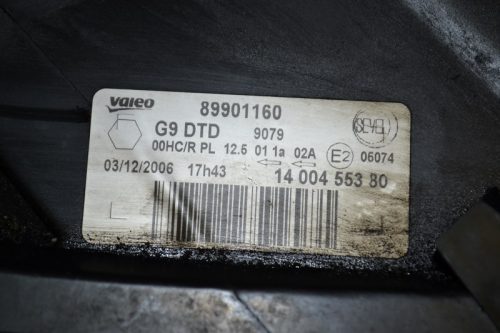 Valeo 89901160
G9 DTD 9079 SEVEL
00HC/R PL 12.5 01 1a 02A E2 06074
03/12/2006 17h43 14 004 553 80
L